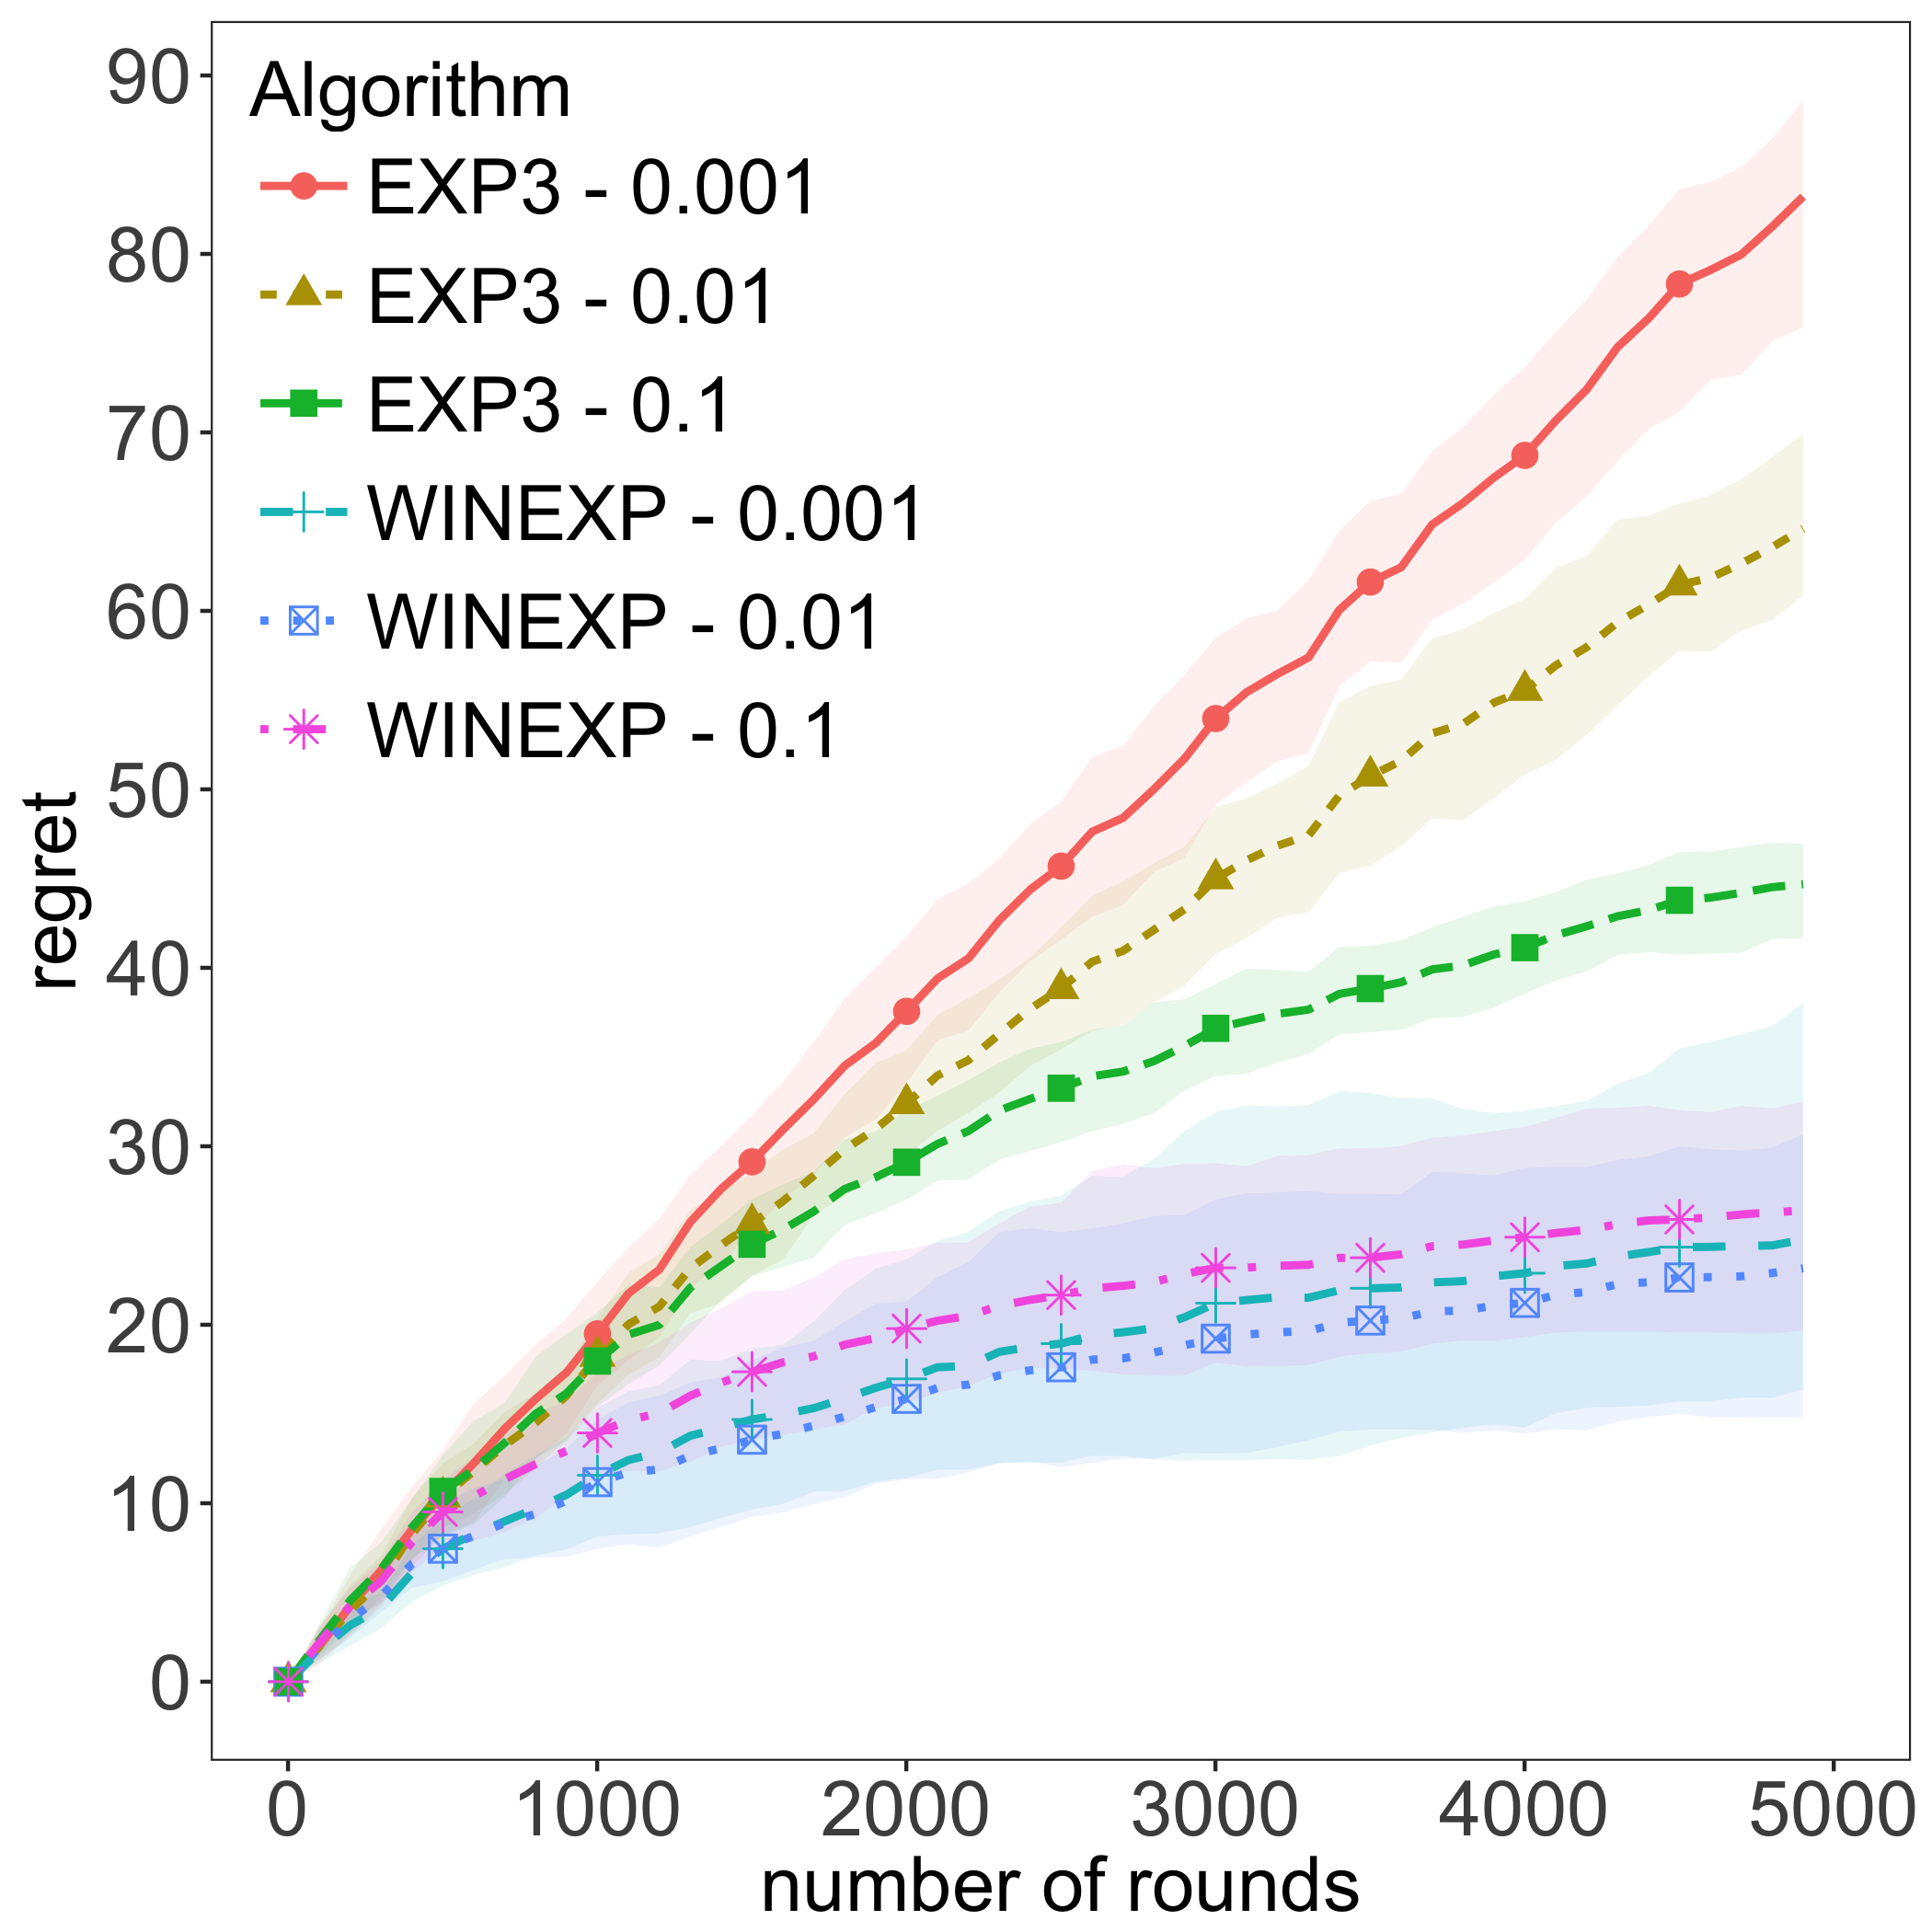 Algorithm
EXP3 - 0.001
EXP3 - 0.01
EXP3 - 0.1
WINEXP - 0.001
WINEXP - 0.01
WINEXP - 0.1
90
80
70
60
50
40
30
20
10
0
regret
0 1000 2000 3000 4000 5000
number of rounds